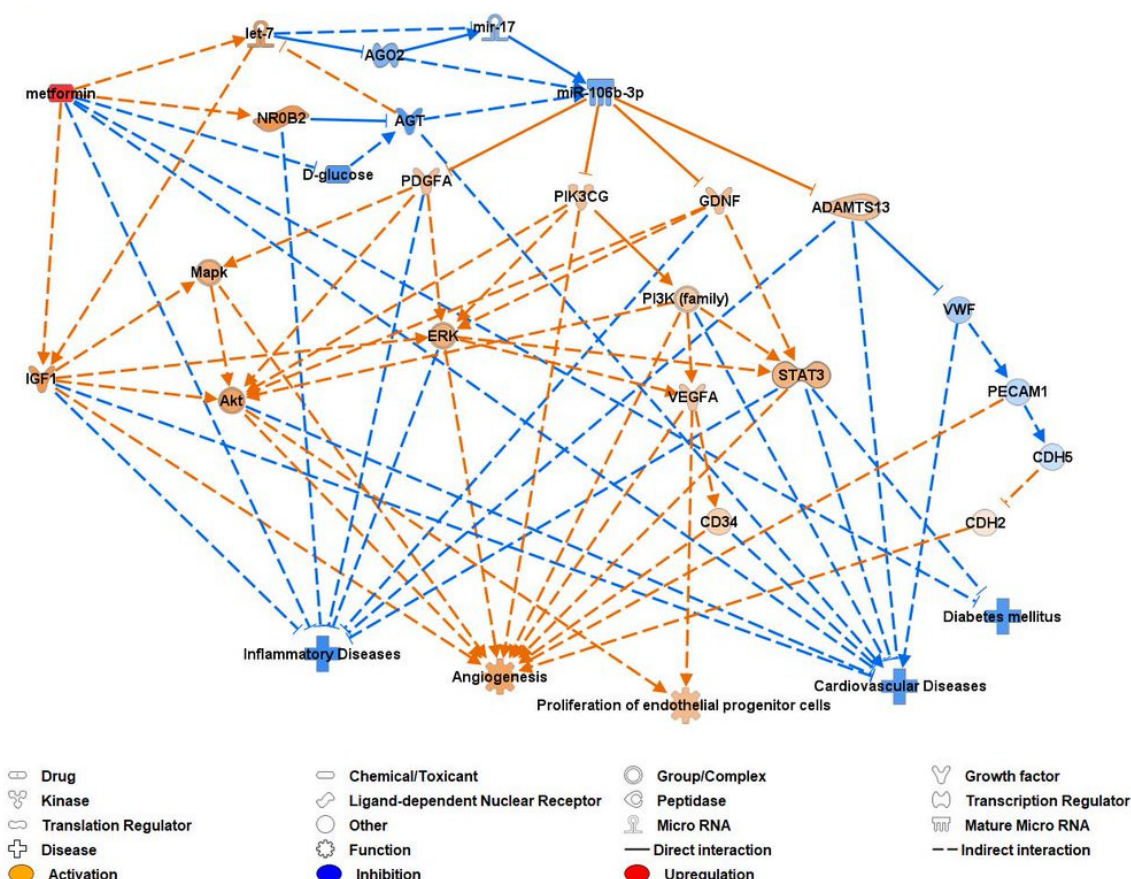 let-7
mir-17
AGO2
metformin
miR-106b-3p
NR0B2
AGT
D-glucose
PDGFA
PIK3CG
GDNF
ADAMTS13
Mapk
PI3K (family)
VWF
ERK
IGF1
Akt
STAT3
VEGFA
PECAM1
CDH5
CD34
CDH2
Diabetes mellitus
Inflammatory Diseases
Angiogenesis
Cardiovascular Diseases
Proliferation of endothelial progenitor cells
Drug
Chemical/Toxicant
Group/Complex
Growth factor
Kinase
Ligand-dependent Nuclear Receptor
Peptidase
Transcription Regulator
Translation Regulator
Other
Micro RNA
Mature Micro RNA
Disease
Function
Direct interaction
Indirect interaction
Activation
Inhibition
Upregulation